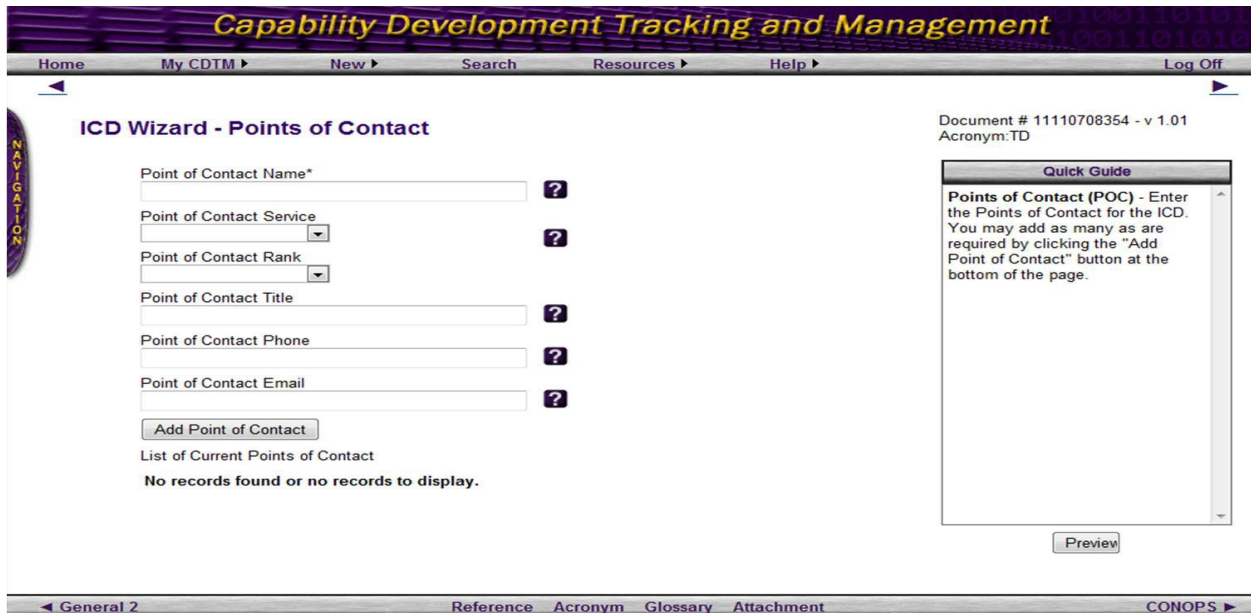 Capability Development Tracking and Management
Home My CDTM New Search Resources Help Log Off
NAVIGATION
ICD Wizard - Points of Contact
Point of Contact Name*
Point of Contact Service
Point of Contact Rank
Point of Contact Title
Point of Contact Phone
Point of Contact Email
Add Point of Contact
List of Current Points of Contact
No records found or no records to display.
Document # 11110708354 - v 1.01
Acronym:TD
Quick Guide
Points of Contact (POC) - Enter
the Points of Contact for the ICD.
You may add as many as are
required by clicking the "Add
Point of Contact" button at the
bottom of the page.
Preview
General 2 Reference Acronym Glossary Attachment CONOPS